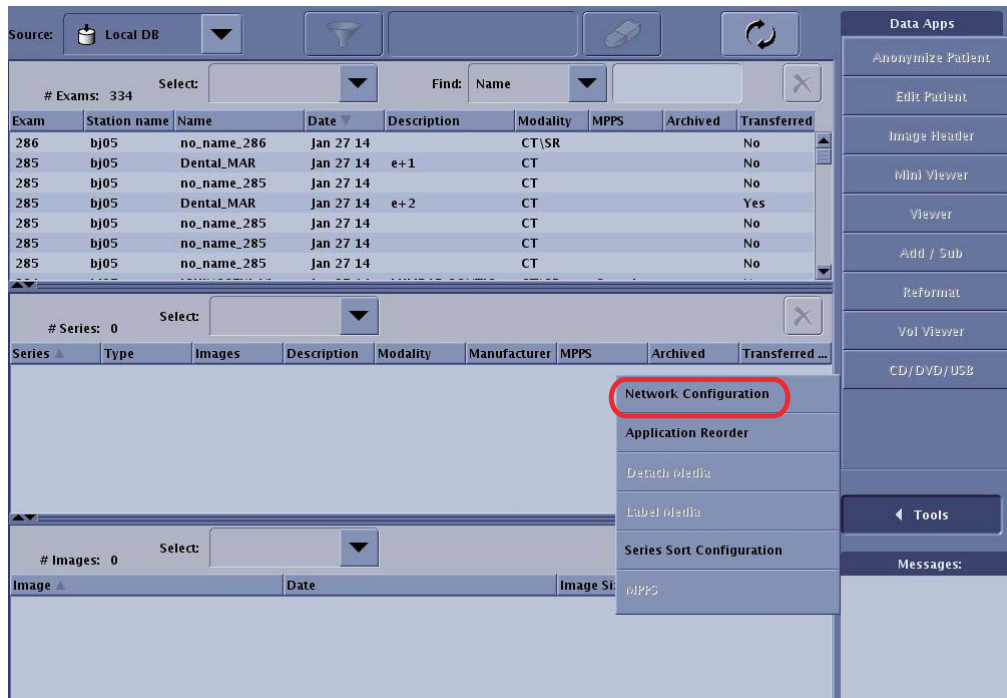 Source: Local DB
Select: Find: Name
# Exams: 334
Exam Station name Name Date Description Modality MPPS Archived Transferred
286 bj05 no_name_286 Jan 27 14 CT\SR No
285 bj05 Dental_MAR Jan 27 14 e+1 CT No
285 bj05 no_name_285 Jan 27 14 CT No
285 bj05 Dental_MAR Jan 27 14 e+2 CT Yes
285 bj05 no_name_285 Jan 27 14 CT No
285 bj05 no_name_285 Jan 27 14 CT No
285 bj05 no_name_285 Jan 27 14 CT No
Select:
# Series: 0
Series Type Images Description Modality Manufacturer MPPS Archived Transferred ...
Network Configuration
Application Reorder
Detach Media
Label Media
Series Sort Configuration
MPPS
Select:
# Images: 0
Image Date
Data Apps
Anonymize Patient
Edit Patient
Image Header
Mini Viewer
Viewer
Add / Sub
Reformat
Vol Viewer
CD/DVD/USB
Tools
Messages: